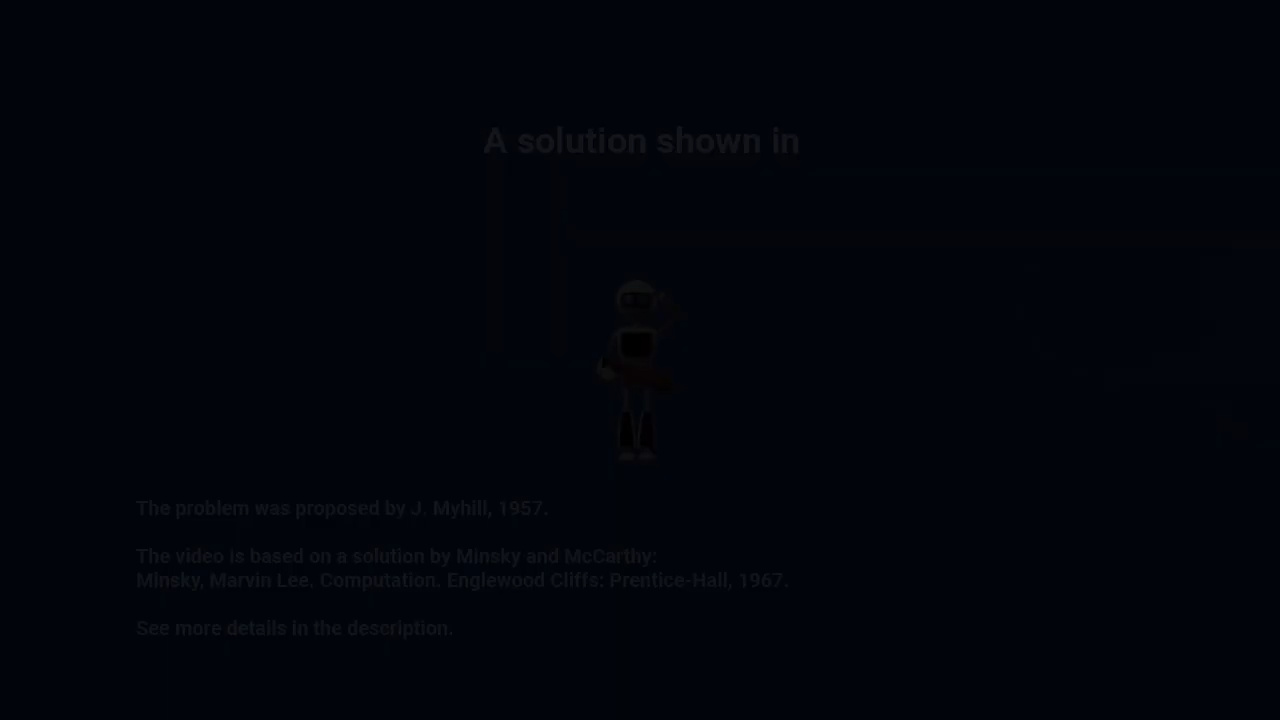 A solution shown in
The problem was proposed by J. Myhill, 1957.
The video is based on a solution by Minsky and McCarthy:
Minsky, Marvin Lee. Computation. Englewood Cliffs: Prentice-Hall, 1967.
See more details in the description.